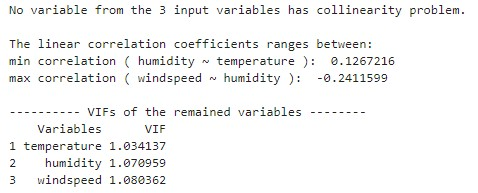 No variable from the 3 input variables has collinearity problem.
The linear correlation coefficients ranges between:
min correlation ( humidity ~ temperature ):  0.1267216
max correlation ( windspeed ~ humidity ):  -0.2411599
---------- VIFs of the remained variables --------
Variables      VIF
1 temperature 1.034137
2    humidity 1.070959
3   windspeed 1.080362